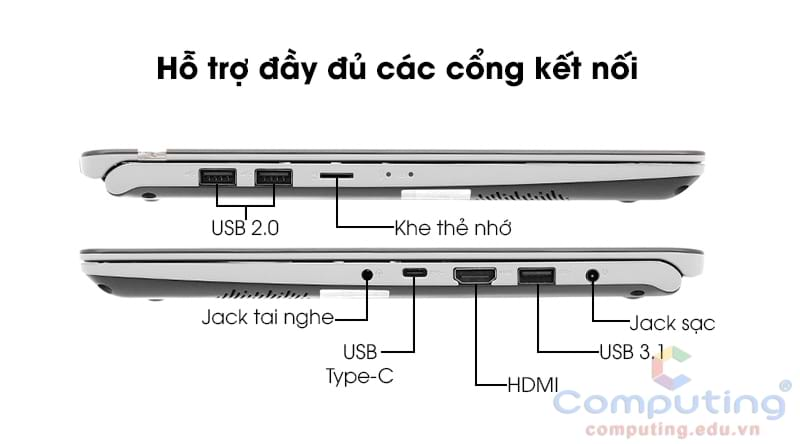 Hỗ trợ đầy đủ các cổng kết nối
USB 2.0
Khe thẻ nhớ
Jack tai nghe
Jack sạc
USB
Type-C
USB 3.1
HDMI
C
Computing®
computing.edu.vn